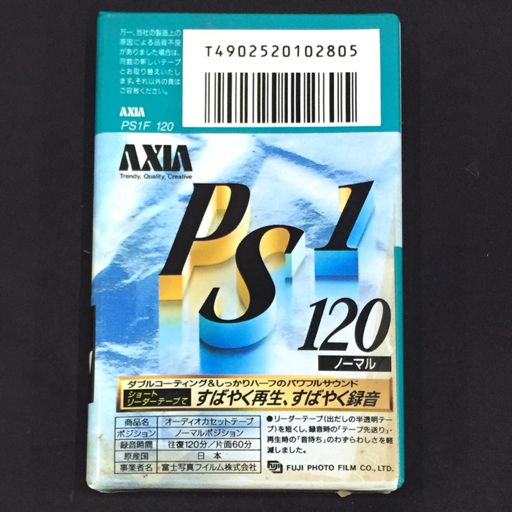 万一、当社の製造上の
原因による品質不良
がありました場合は、
同数の新しいテープ
とお取り替えいたしま
す。それ以外の責は
ご容赦ください。
T4902520102805
AXIA
PS1F 120
AXIA
Trendy, Quality, Creative
PS1
120
ノーマル
ダブルコーティング&しっかりハーフのパワフルサウンド
ショート
リーダーテープで
すばやく再生、すばやく録音
商品名 オーディオカセットテープ
ポジション ノーマルポジション
録音時間 往復120分/片面60分
原産国 日本
事業者名 富士写真フイルム株式会社
●リーダーテープ(出だしの半透明テー
プ)を短くし、録音時の「テープ先送り」・
再生時の「音待ち」のわずらわしさを軽
減しました。
FUJI
FUJI PHOTO FILM CO., LTD.